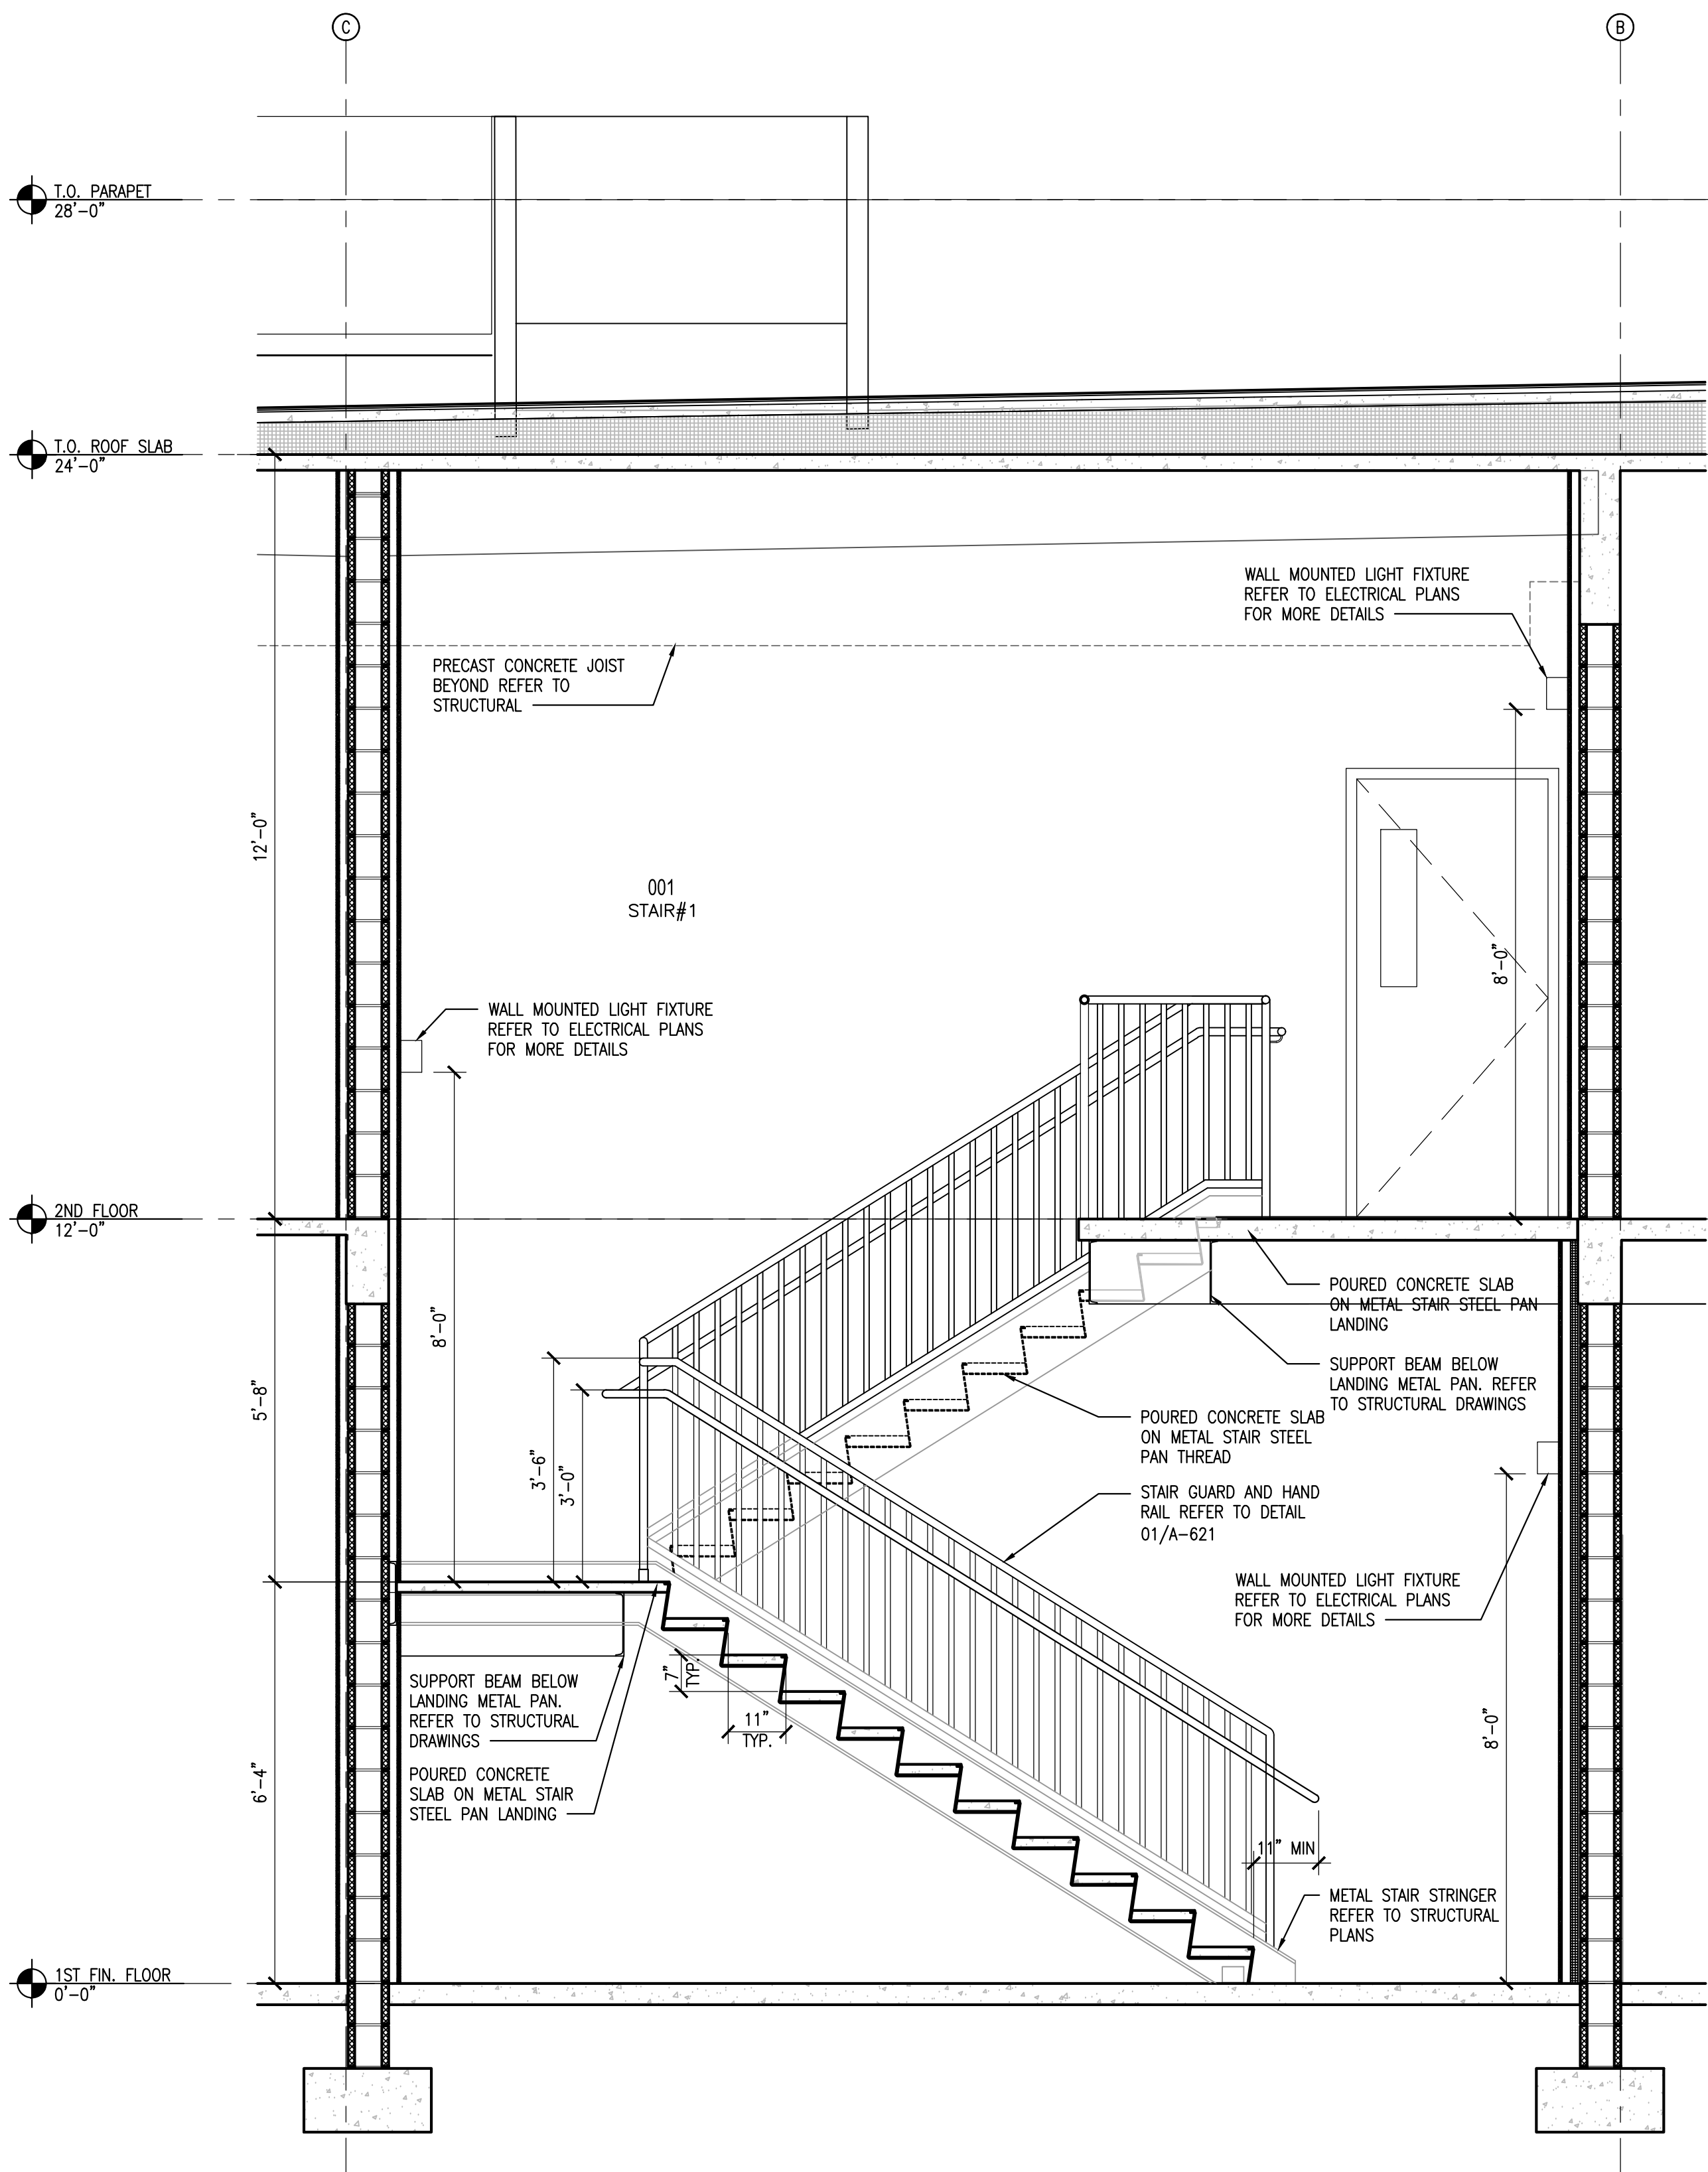 C
B
T.O. PARAPET
28'-0"
T.O. ROOF SLAB
24'-0"
WALL MOUNTED LIGHT FIXTURE
REFER TO ELECTRICAL PLANS
FOR MORE DETAILS
PRECAST CONCRETE JOIST
BEYOND REFER TO
STRUCTURAL
12'-0"
001
STAIR#1
8'-0"
WALL MOUNTED LIGHT FIXTURE
REFER TO ELECTRICAL PLANS
FOR MORE DETAILS
2ND FLOOR
12'-0"
8'-0"
POURED CONCRETE SLAB
ON METAL STAIR STEEL PAN
LANDING
SUPPORT BEAM BELOW
LANDING METAL PAN. REFER
TO STRUCTURAL DRAWINGS
5'-8"
POURED CONCRETE SLAB
ON METAL STAIR STEEL
PAN THREAD
3'-6"
3'-0"
STAIR GUARD AND HAND
RAIL REFER TO DETAIL
01/A-621
WALL MOUNTED LIGHT FIXTURE
REFER TO ELECTRICAL PLANS
FOR MORE DETAILS
7"
TYP.
SUPPORT BEAM BELOW
LANDING METAL PAN.
REFER TO STRUCTURAL
DRAWINGS
11"
TYP.
8'-0"
6'-4"
POURED CONCRETE
SLAB ON METAL STAIR
STEEL PAN LANDING
11" MIN
METAL STAIR STRINGER
REFER TO STRUCTURAL
PLANS
1ST FIN. FLOOR
0'-0"